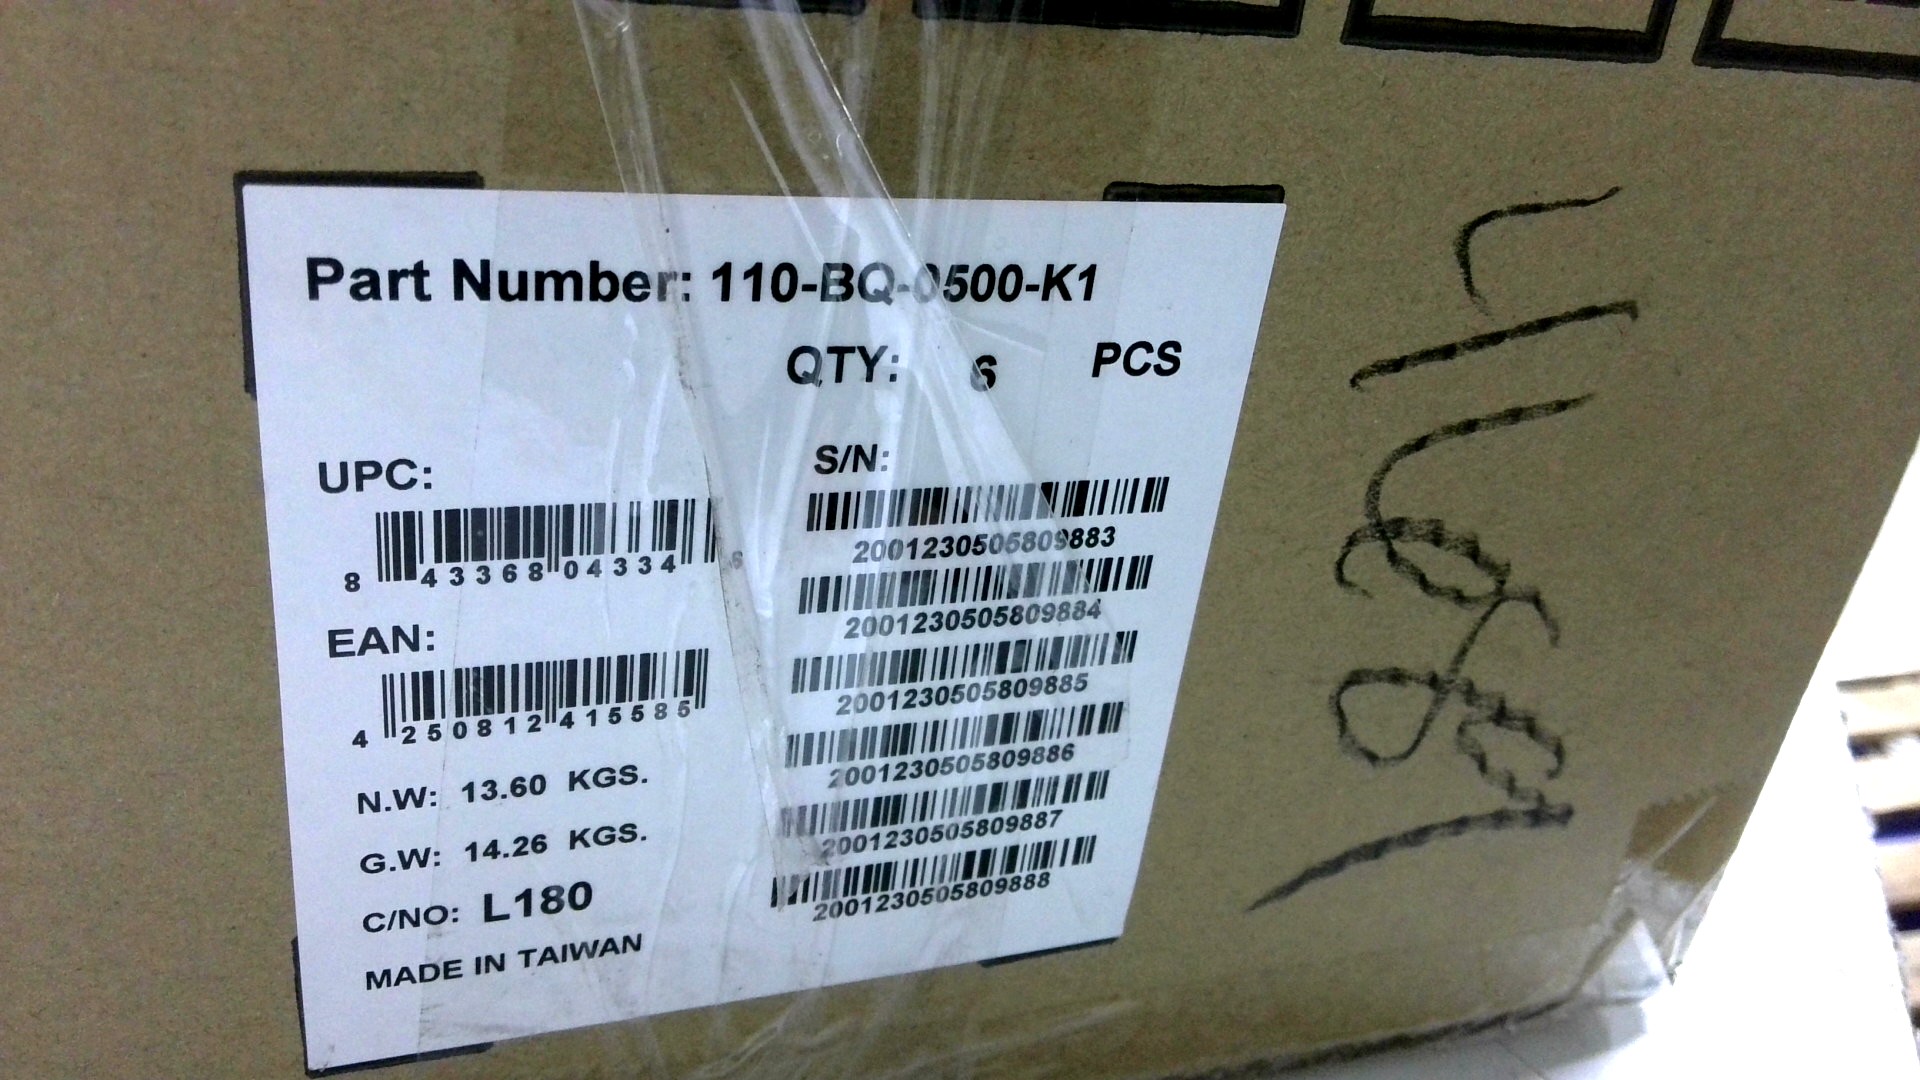 Part Number: 110-BQ-0500-K1
QTY: 6 PCS
UPC:
8 43368 04334 6
EAN:
4 250812 415585
N.W: 13.60 KGS.
G.W: 14.26 KGS.
C/NO: L180
MADE IN TAIWAN
S/N:
2001230505809883
2001230505809884
2001230505809885
2001230505809886
2001230505809887
2001230505809888